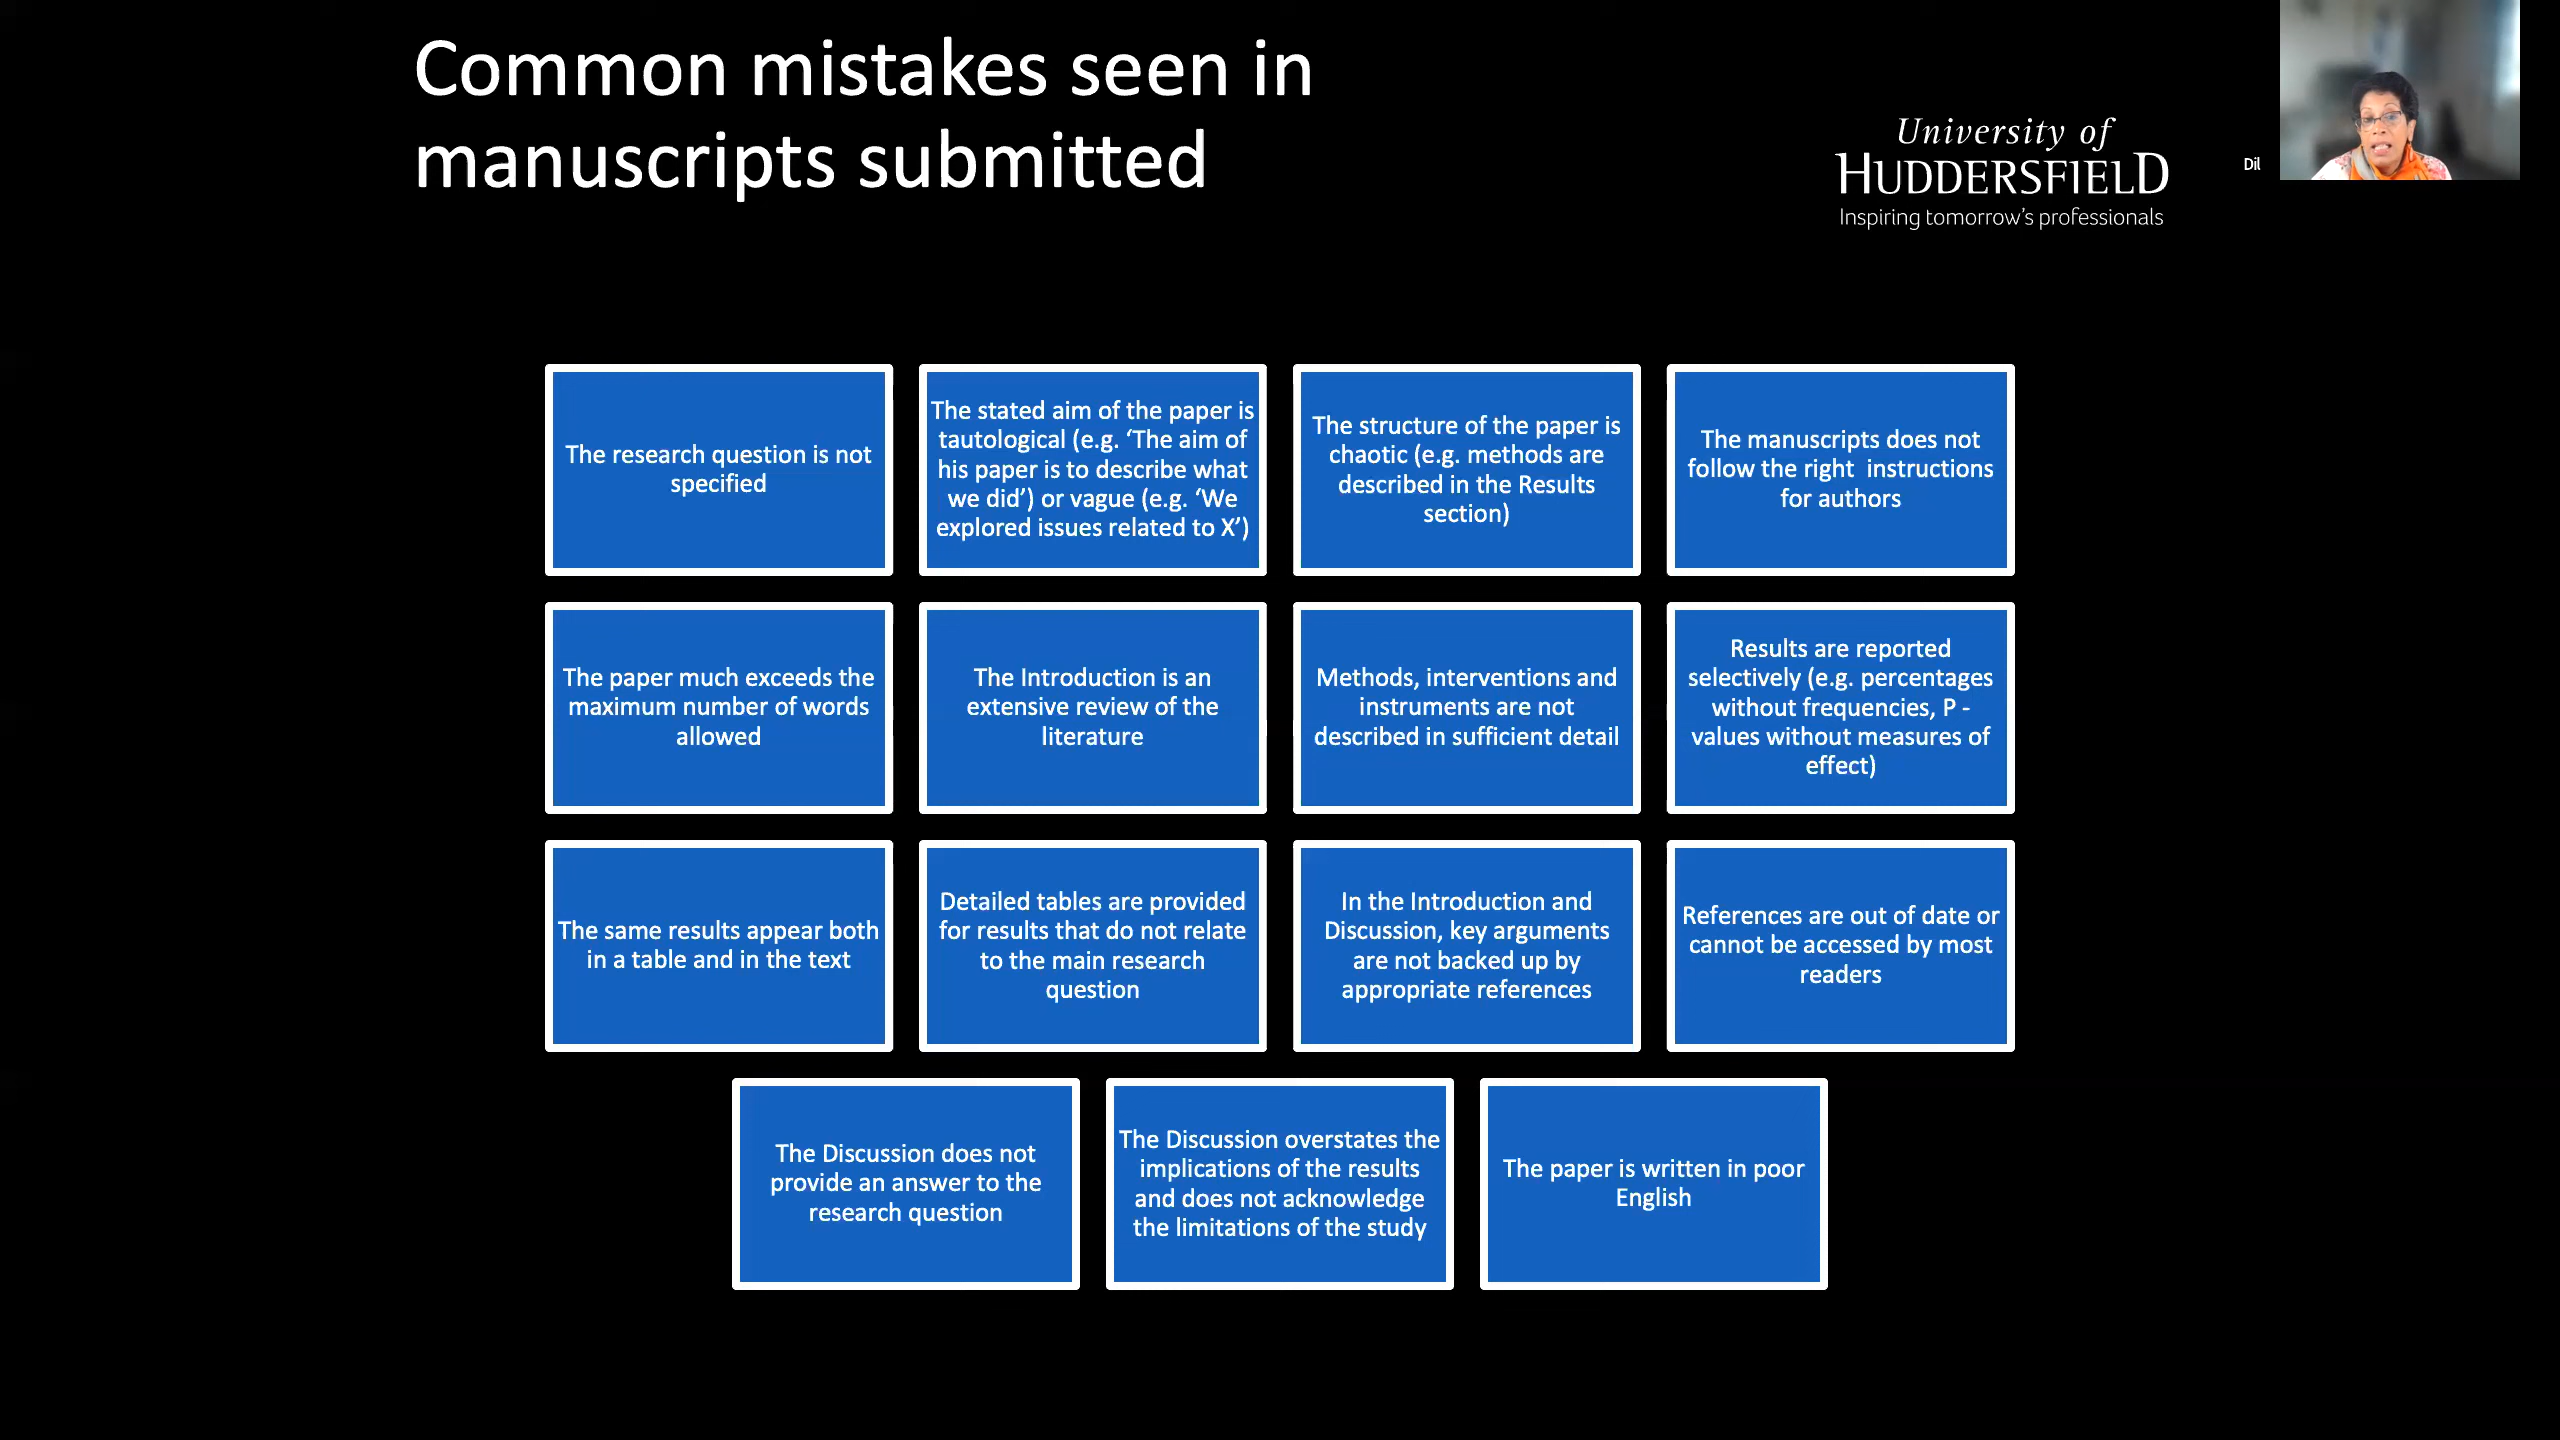 Common mistakes seen in
manuscripts submitted
University of
HUDDERSFIELD
Inspiring tomorrow's professionals
Dil
The research question is not
specified
The stated aim of the paper is
tautological (e.g. ‘The aim of
his paper is to describe what
we did’) or vague (e.g. ‘We
explored issues related to X’)
The structure of the paper is
chaotic (e.g. methods are
described in the Results
section)
The manuscripts does not
follow the right  instructions
for authors
The paper much exceeds the
maximum number of words
allowed
The Introduction is an
extensive review of the
literature
Methods, interventions and
instruments are not
described in sufficient detail
Results are reported
selectively (e.g. percentages
without frequencies, P -
values without measures of
effect)
The same results appear both
in a table and in the text
Detailed tables are provided
for results that do not relate
to the main research
question
In the Introduction and
Discussion, key arguments
are not backed up by
appropriate references
References are out of date or
cannot be accessed by most
readers
The Discussion does not
provide an answer to the
research question
The Discussion overstates the
implications of the results
and does not acknowledge
the limitations of the study
The paper is written in poor
English